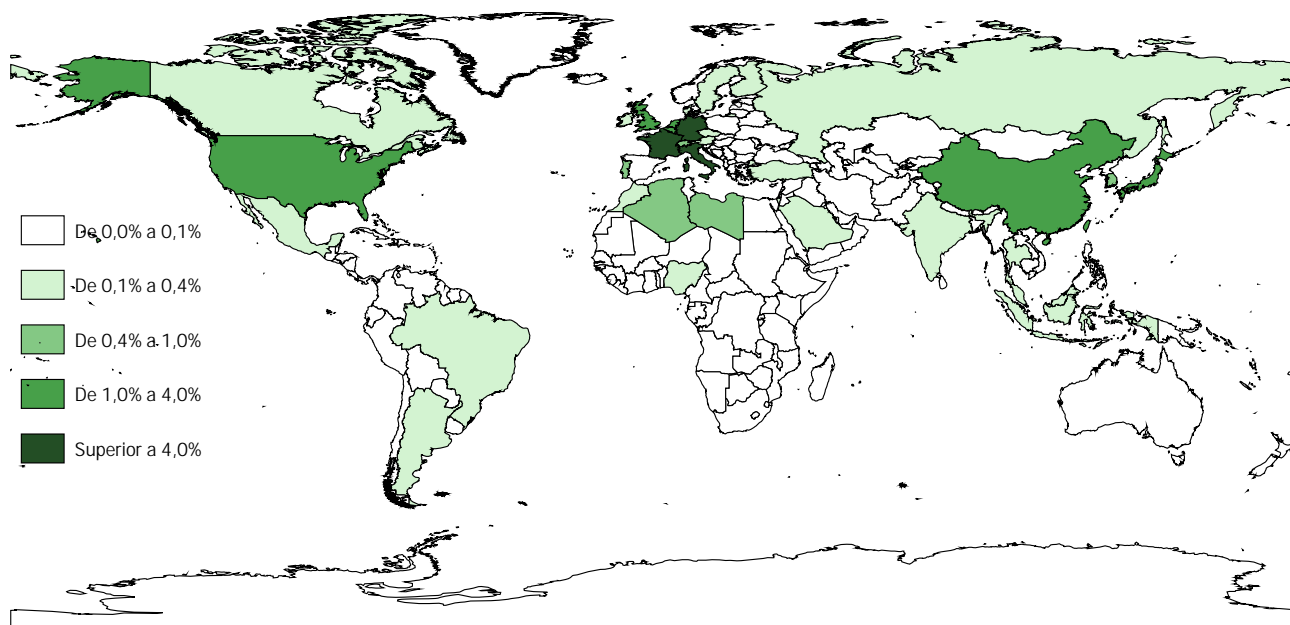 De 0,0% a 0,1%
De 0,1% a 0,4%
De 0,4% a 1,0%
De 1,0% a 4,0%
Superior a 4,0%